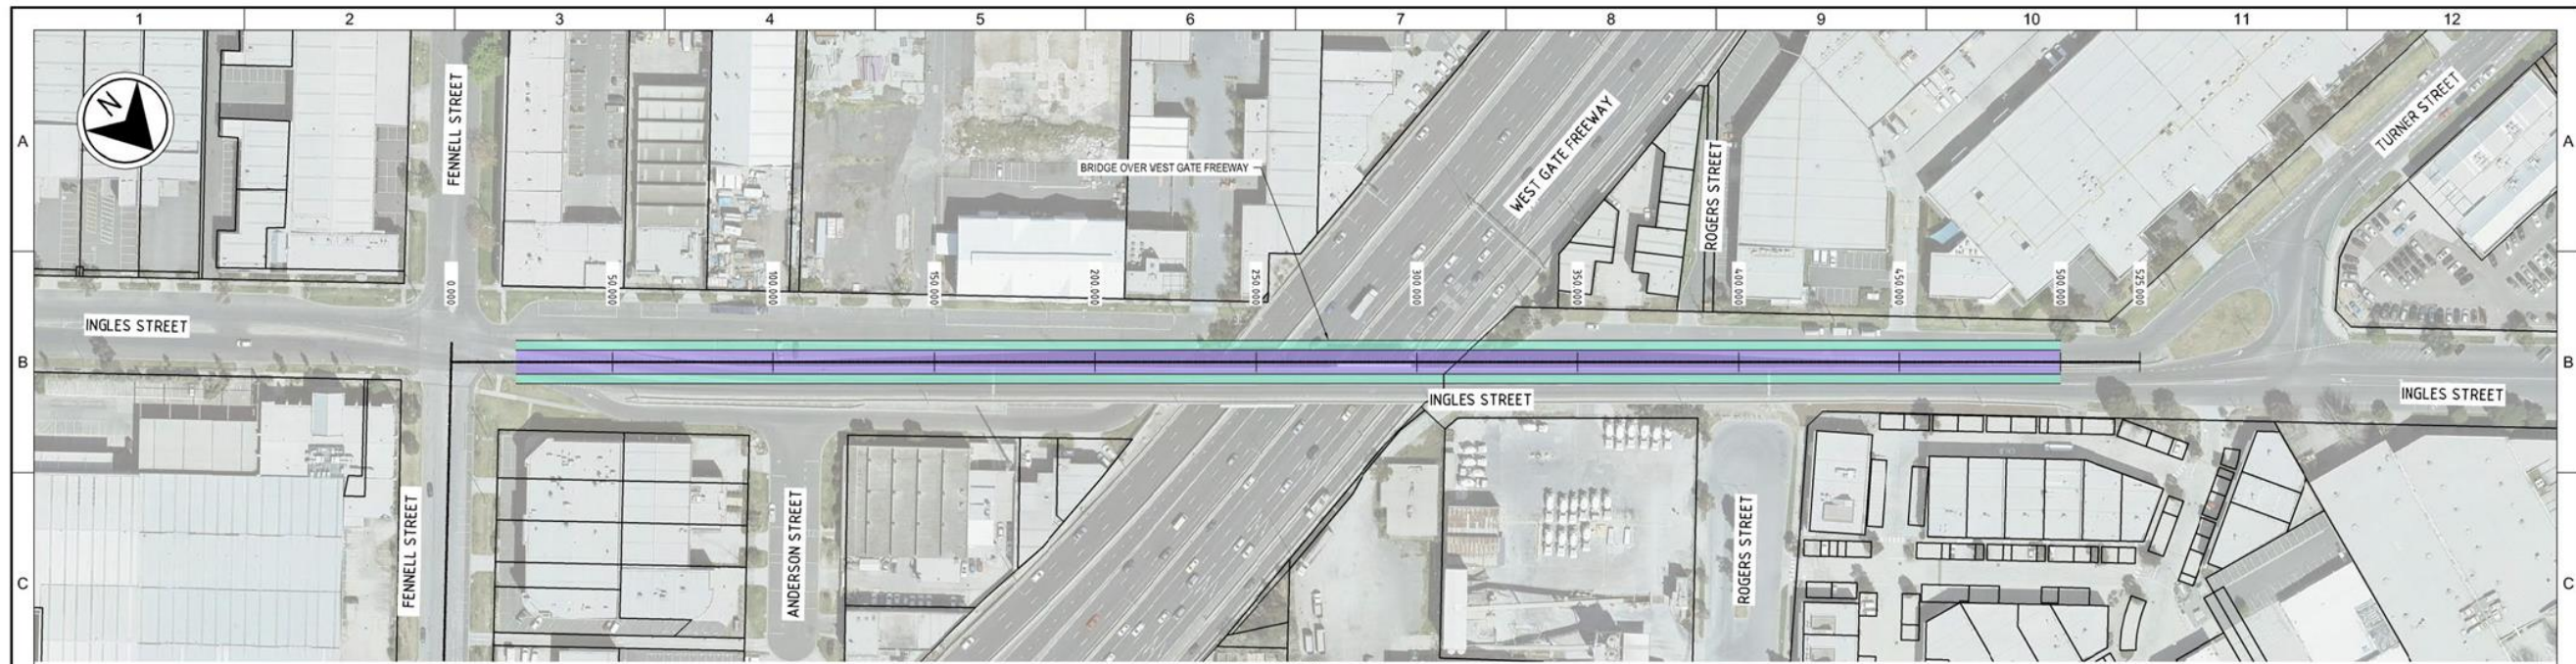 1 2 3 4 5 6 7 8 9 10 11 12
A
A
N
FENNELL STREET
WEST GATE FREEWAY
ROGERS STREET
TURNER STREET
BRIDGE OVER WEST GATE FREEWAY
0.000 50.000 100.000 150.000 200.000 250.000 300.000 350.000 400.000 450.000 500.000 525.000
INGLES STREET
B
B
INGLES STREET
INGLES STREET
FENNELL STREET
ANDERSON STREET
ROGERS STREET
C
C